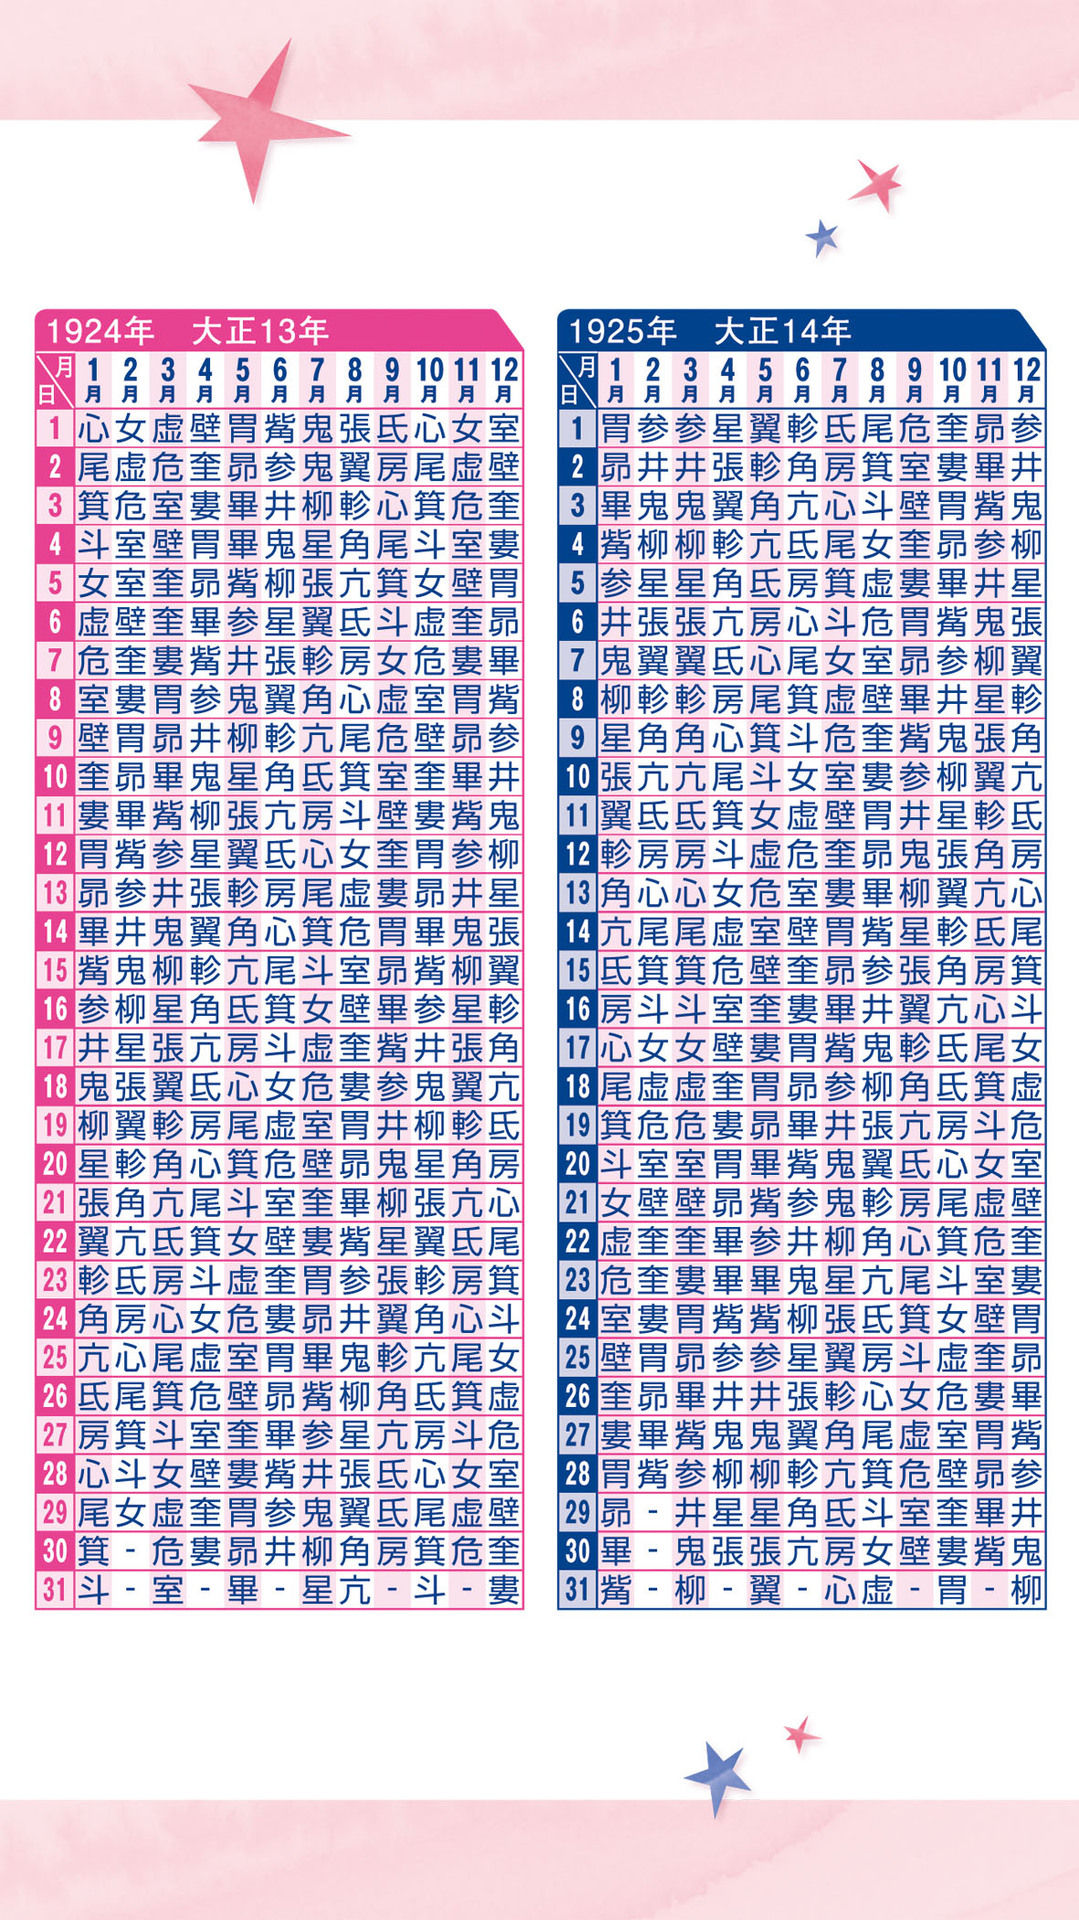 1924年 大正13年
月 日 1月 2月 3月 4月 5月 6月 7月 8月 9月 10月 11月 12月
1 心 女 虚 壁 胃 觜 鬼 張 氐 心 女 室
2 尾 虚 危 奎 昴 参 鬼 翼 房 尾 虚 壁
3 箕 危 室 婁 畢 井 柳 軫 心 箕 危 奎
4 斗 室 壁 胃 畢 鬼 星 角 尾 斗 室 婁
5 女 室 奎 昴 觜 柳 張 亢 箕 女 壁 胃
6 虚 壁 奎 畢 参 星 翼 氐 斗 虚 奎 昴
7 危 奎 婁 觜 井 張 軫 房 女 危 婁 畢
8 室 婁 胃 参 鬼 翼 角 心 虚 室 胃 觜
9 壁 胃 昴 井 柳 軫 亢 尾 危 壁 昴 参
10 奎 昴 畢 鬼 星 角 氐 箕 室 奎 畢 井
11 婁 畢 觜 柳 張 亢 房 斗 壁 婁 觜 鬼
12 胃 觜 参 星 翼 氐 心 女 奎 胃 参 柳
13 昴 参 井 張 軫 房 尾 虚 婁 昴 井 星
14 畢 井 鬼 翼 角 心 箕 危 胃 畢 鬼 張
15 觜 鬼 柳 軫 亢 尾 斗 室 昴 觜 柳 翼
16 参 柳 星 角 氐 箕 女 壁 畢 参 星 軫
17 井 星 張 亢 房 斗 虚 奎 觜 井 張 角
18 鬼 張 翼 氐 心 女 危 婁 参 鬼 翼 亢
19 柳 翼 軫 房 尾 虚 室 胃 井 柳 軫 氐
20 星 軫 角 心 箕 危 壁 昴 鬼 星 角 房
21 張 角 亢 尾 斗 室 奎 畢 柳 張 亢 心
22 翼 亢 氐 箕 女 壁 婁 觜 星 翼 氐 尾
23 軫 氐 房 斗 虚 奎 胃 参 張 軫 房 箕
24 角 房 心 女 危 婁 昴 井 翼 角 心 斗
25 亢 心 尾 虚 室 胃 畢 鬼 軫 亢 尾 女
26 氐 尾 箕 危 壁 昴 觜 柳 角 氐 箕 虚
27 房 箕 斗 室 奎 畢 参 星 亢 房 斗 危
28 心 斗 女 壁 婁 觜 井 張 氐 心 女 室
29 尾 女 虚 奎 胃 参 鬼 翼 氐 尾 虚 壁
30 箕 - 危 婁 昴 井 柳 角 房 箕 危 奎
31 斗 - 室 - 畢 - 星 亢 - 斗 - 婁
1925年 大正14年
月 日 1月 2月 3月 4月 5月 6月 7月 8月 9月 10月 11月 12月
1 胃 参 参 星 翼 軫 氐 尾 危 奎 昴 参
2 昴 井 井 張 軫 角 房 箕 室 婁 畢 井
3 畢 鬼 鬼 翼 角 亢 心 斗 壁 胃 觜 鬼
4 觜 柳 柳 軫 亢 氐 尾 女 奎 昴 参 柳
5 参 星 星 角 氐 房 箕 虚 婁 畢 井 星
6 井 張 張 亢 房 心 斗 危 胃 觜 鬼 張
7 鬼 翼 翼 氐 心 尾 女 室 昴 参 柳 翼
8 柳 軫 軫 房 尾 箕 虚 壁 畢 井 星 軫
9 星 角 角 心 箕 斗 危 奎 觜 鬼 張 角
10 張 亢 亢 尾 斗 女 室 婁 参 柳 翼 亢
11 翼 氐 氐 箕 女 虚 壁 胃 井 星 軫 氐
12 軫 房 房 斗 虚 危 奎 昴 鬼 張 角 房
13 角 心 心 女 危 室 婁 畢 柳 翼 亢 心
14 亢 尾 尾 虚 室 壁 胃 觜 星 軫 氐 尾
15 氐 箕 箕 危 壁 奎 昴 参 張 角 房 箕
16 房 斗 斗 室 奎 婁 畢 井 翼 亢 心 斗
17 心 女 女 壁 婁 胃 觜 鬼 軫 氐 尾 女
18 尾 虚 虚 奎 胃 昴 参 柳 角 氐 箕 虚
19 箕 危 危 婁 昴 畢 井 張 亢 房 斗 危
20 斗 室 室 胃 畢 觜 鬼 翼 氐 心 女 室
21 女 壁 壁 昴 觜 参 鬼 軫 房 尾 虚 壁
22 虚 奎 奎 畢 参 井 柳 角 心 箕 危 奎
23 危 奎 婁 畢 畢 鬼 星 亢 尾 斗 室 婁
24 室 婁 胃 觜 觜 柳 張 氐 箕 女 壁 胃
25 壁 胃 昴 参 参 星 翼 房 斗 虚 奎 昴
26 奎 昴 畢 井 井 張 軫 心 女 危 婁 畢
27 婁 畢 觜 鬼 鬼 翼 角 尾 虚 室 胃 觜
28 胃 觜 参 柳 柳 軫 亢 箕 危 壁 昴 参
29 昴 - 井 星 星 角 氐 斗 室 奎 畢 井
30 畢 - 鬼 張 張 亢 房 女 壁 婁 觜 鬼
31 觜 - 柳 - 翼 - 心 虚 - 胃 - 柳